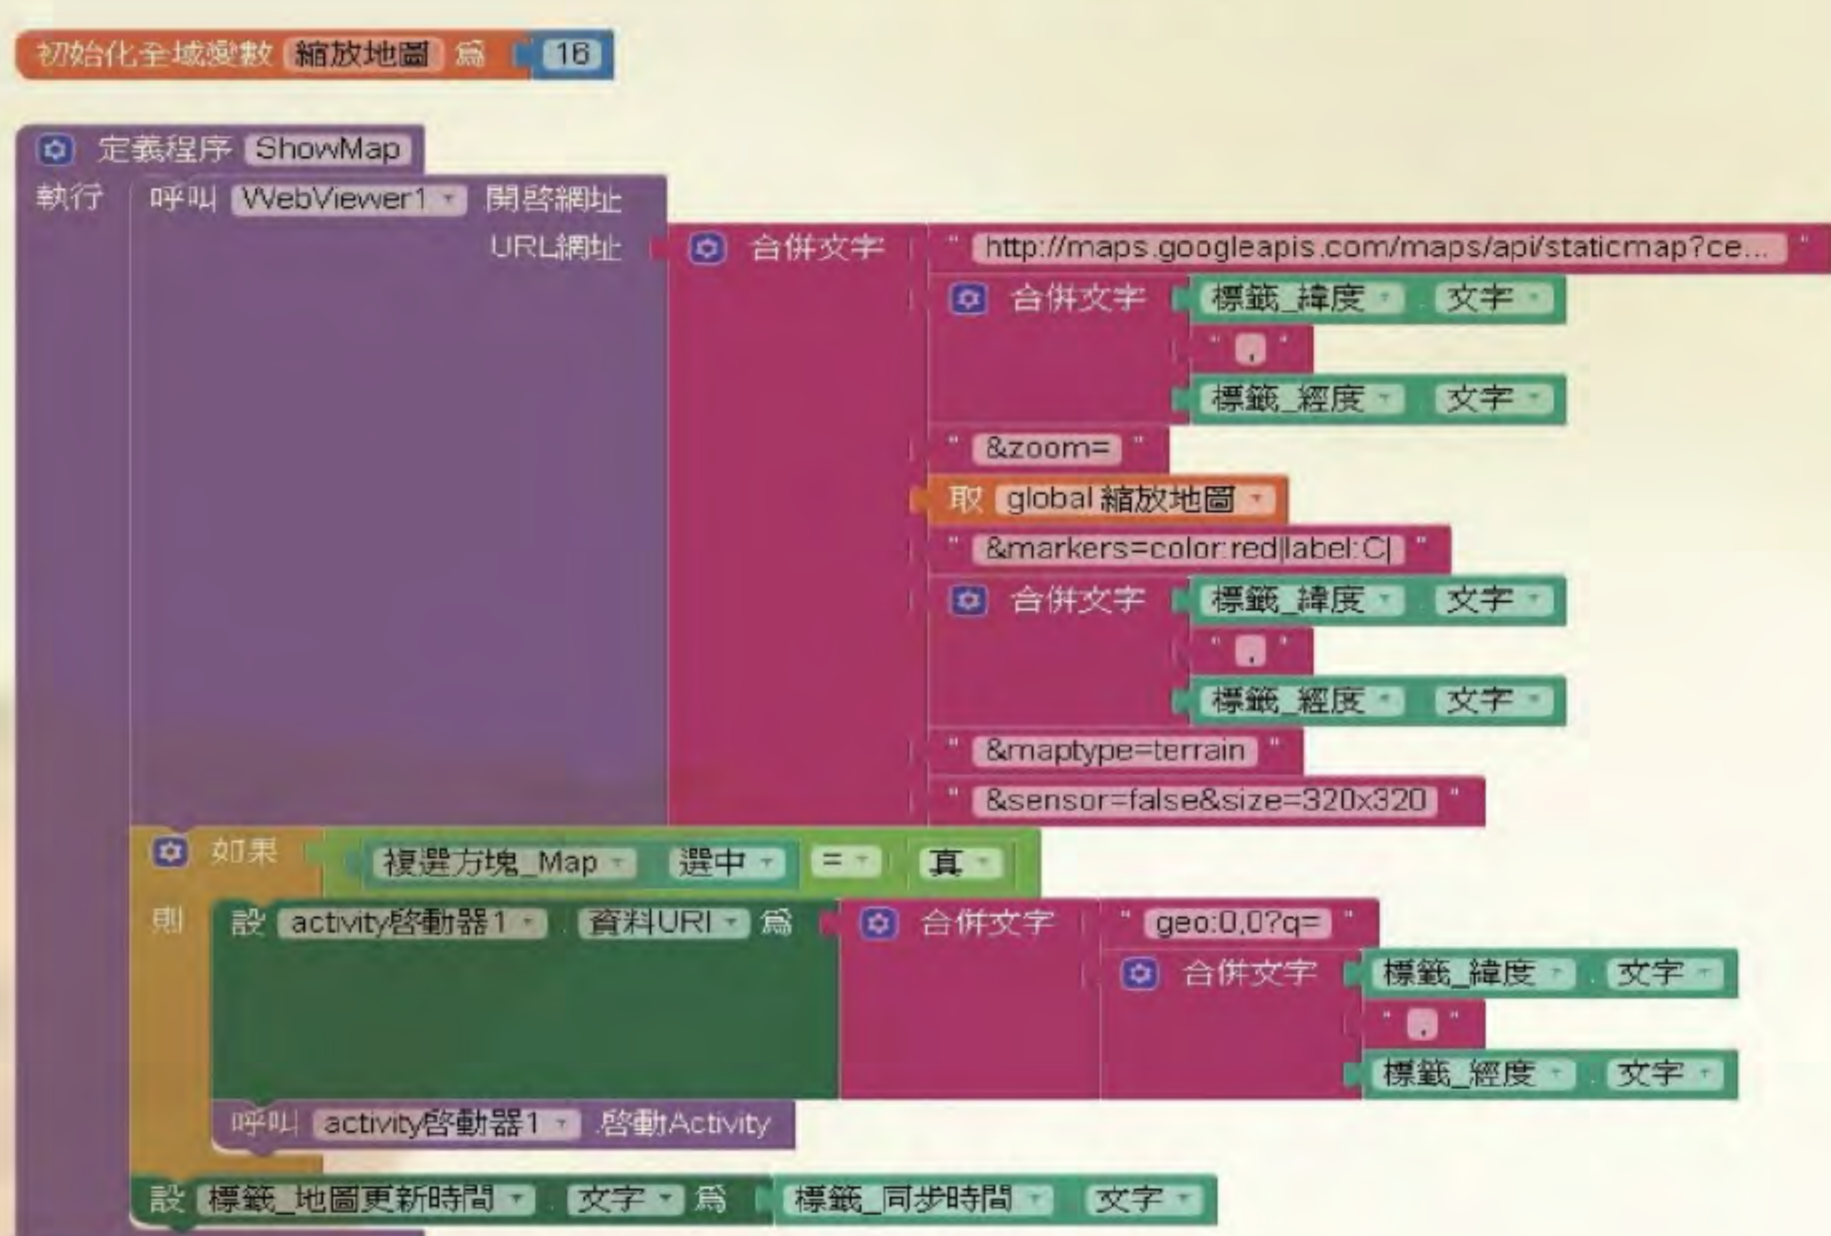 初始化全域變數 縮放地圖 為 16
定義程序 ShowMap
執行 呼叫 WebViewer1 .開啓網址
URL網址 合併文字 " http://maps.googleapis.com/maps/api/staticmap?ce... "
合併文字 標籤_緯度 . 文字
" , "
標籤_經度 . 文字
" &zoom= "
取 global 縮放地圖
" &markers=color:red|label:C| "
合併文字 標籤_緯度 . 文字
" , "
標籤_經度 . 文字
" &maptype=terrain "
" &sensor=false&size=320x320 "
如果 複選方塊_Map . 選中 = 真
則 設 activity啓動器1 . 資料URI 為 合併文字 " geo:0,0?q= "
合併文字 標籤_緯度 . 文字
" , "
標籤_經度 . 文字
呼叫 activity啓動器1 .啓動Activity
設 標籤_地圖更新時間 . 文字 為 標籤_同步時間 . 文字